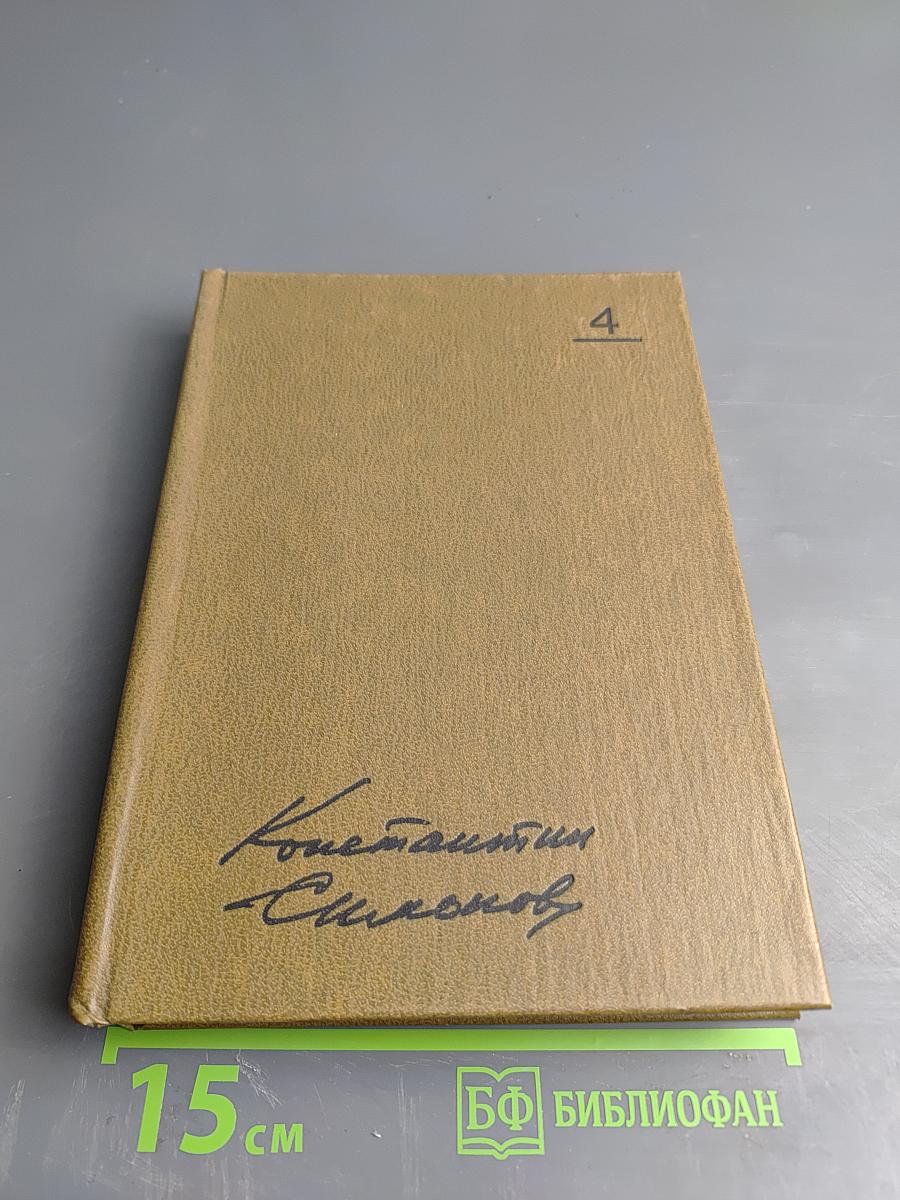 4
Константин
Симонов
15 см
БФ БИБЛИОФАН